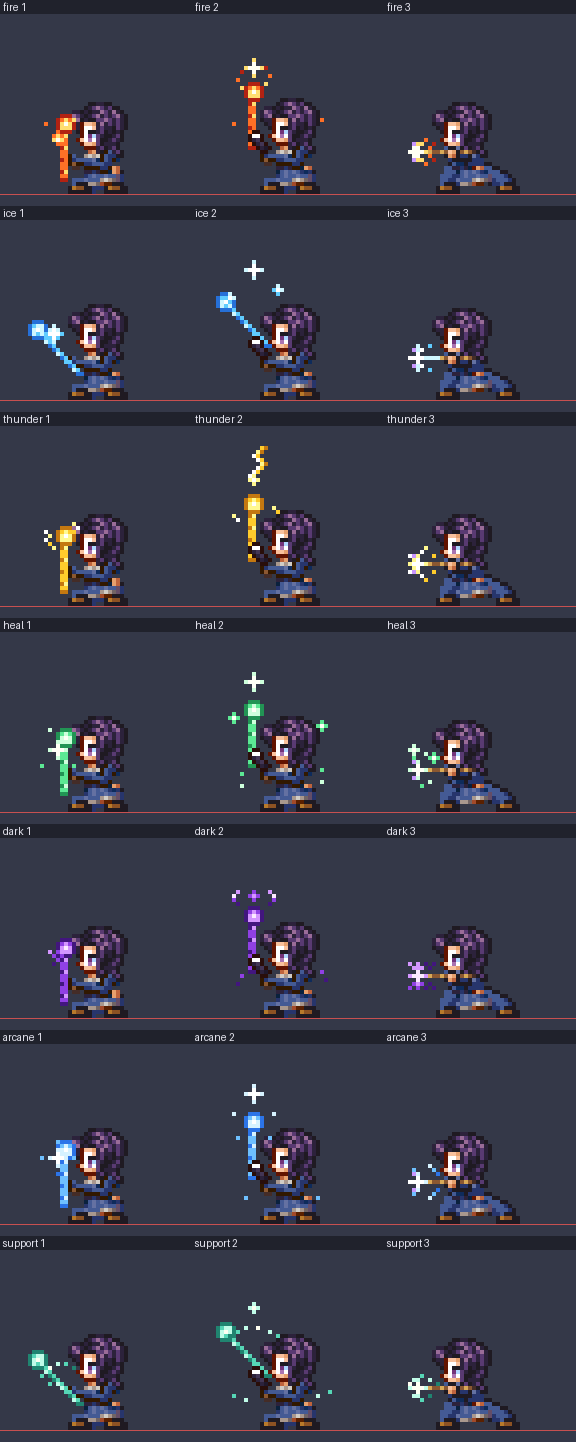 fire 1 fire 2 fire 3
ice 1 ice 2 ice 3
thunder 1 thunder 2 thunder 3
heal 1 heal 2 heal 3
dark 1 dark 2 dark 3
arcane 1 arcane 2 arcane 3
support 1 support 2 support 3